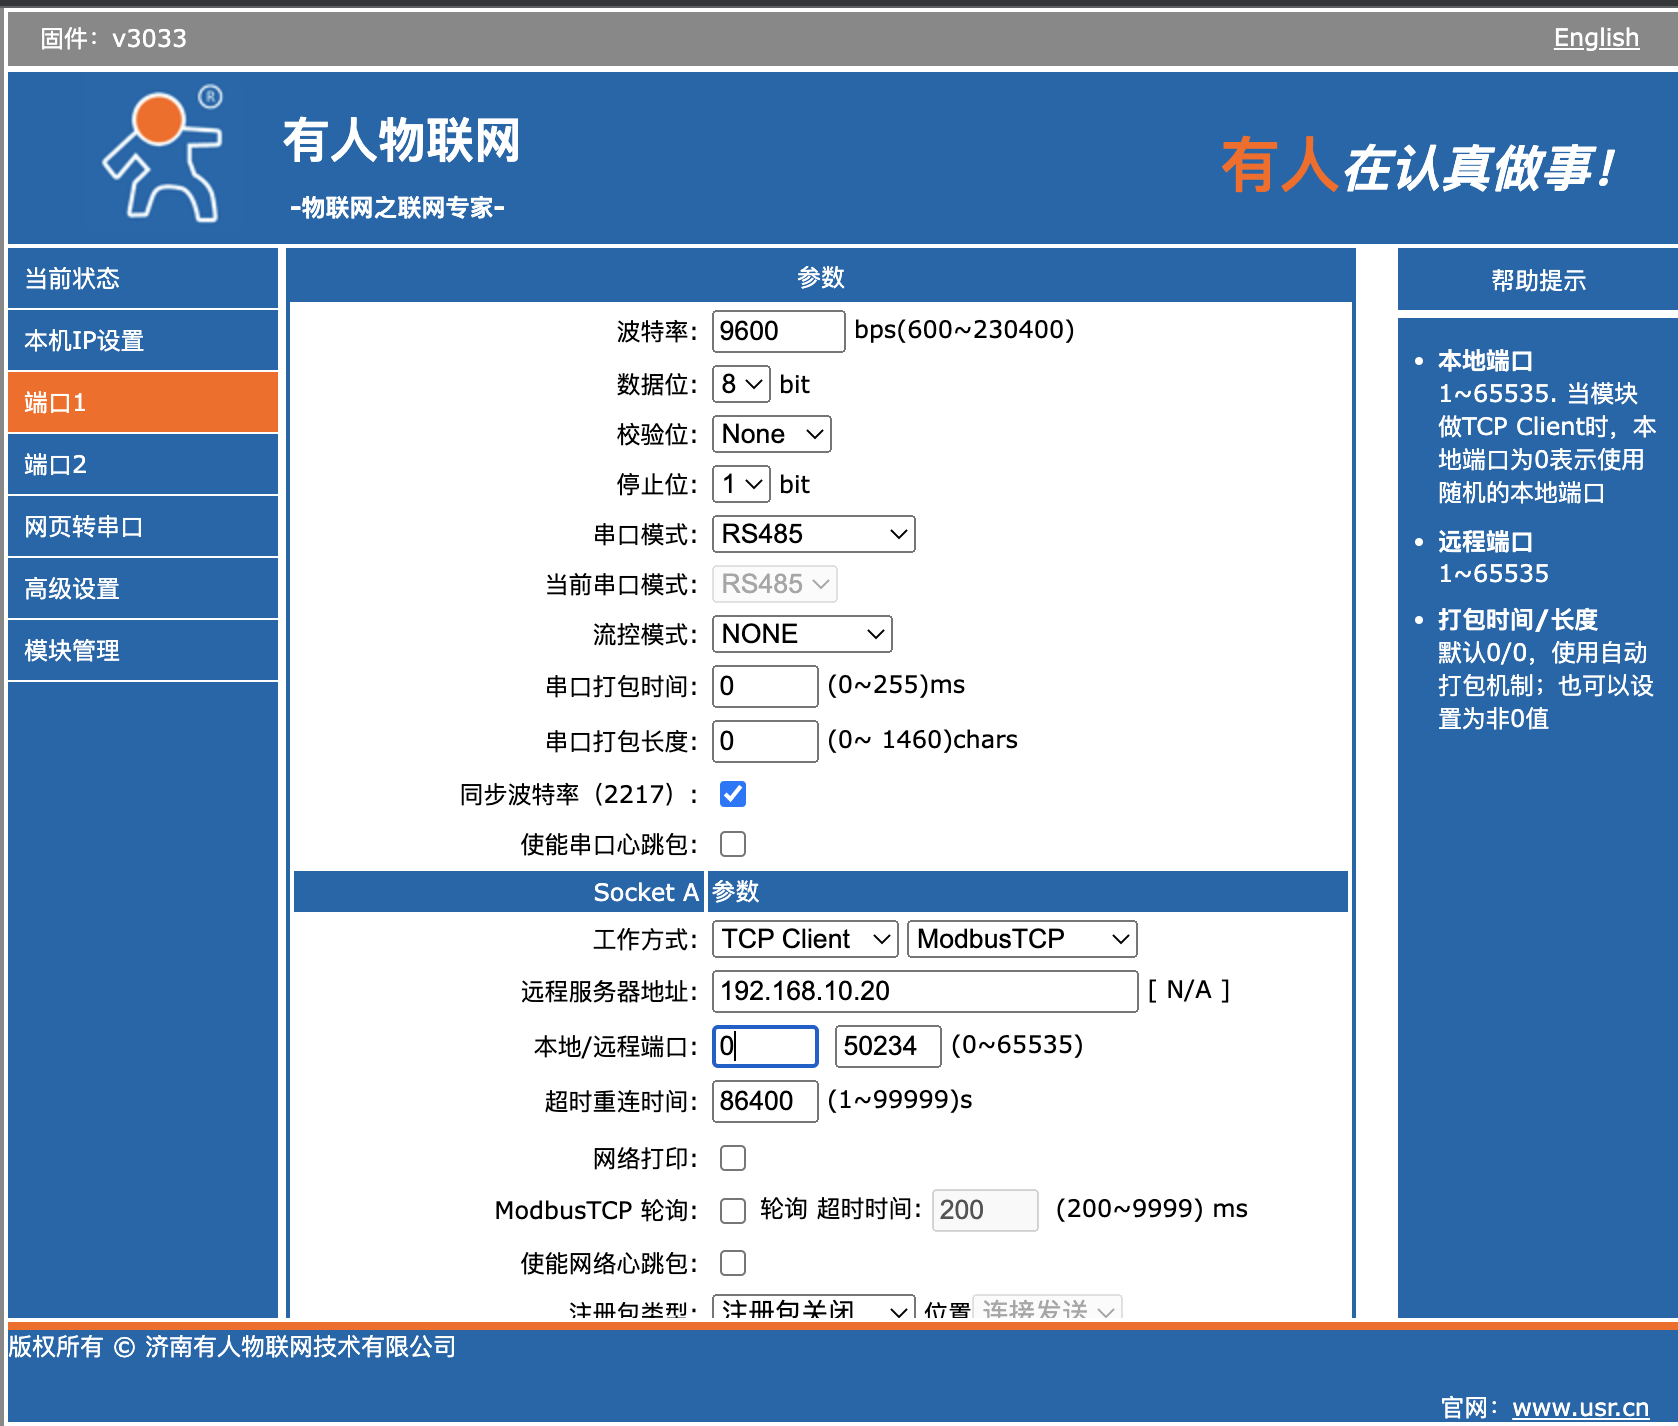 固件：v3033
English
®
有人物联网
-物联网之联网专家-
有人在认真做事!
当前状态
本机IP设置
端口1
端口2
网页转串口
高级设置
模块管理
参数
波特率: 9600 bps(600~230400)
数据位: 8 bit
校验位: None
停止位: 1 bit
串口模式: RS485
当前串口模式: RS485
流控模式: NONE
串口打包时间: 0 (0~255)ms
串口打包长度: 0 (0~ 1460)chars
同步波特率（2217）:
使能串口心跳包:
Socket A 参数
工作方式: TCP Client ModbusTCP
远程服务器地址: 192.168.10.20 [ N/A ]
本地/远程端口: 0 50234 (0~65535)
超时重连时间: 86400 (1~99999)s
网络打印:
ModbusTCP 轮询: 轮询 超时时间: 200 (200~9999) ms
使能网络心跳包:
注册包类型: 注册包关闭 位置 连接发送
帮助提示
• 本地端口
1~65535. 当模块
做TCP Client时，本
地端口为0表示使用
随机的本地端口
• 远程端口
1~65535
• 打包时间/长度
默认0/0，使用自动
打包机制；也可以设
置为非0值
版权所有 © 济南有人物联网技术有限公司
官网：www.usr.cn